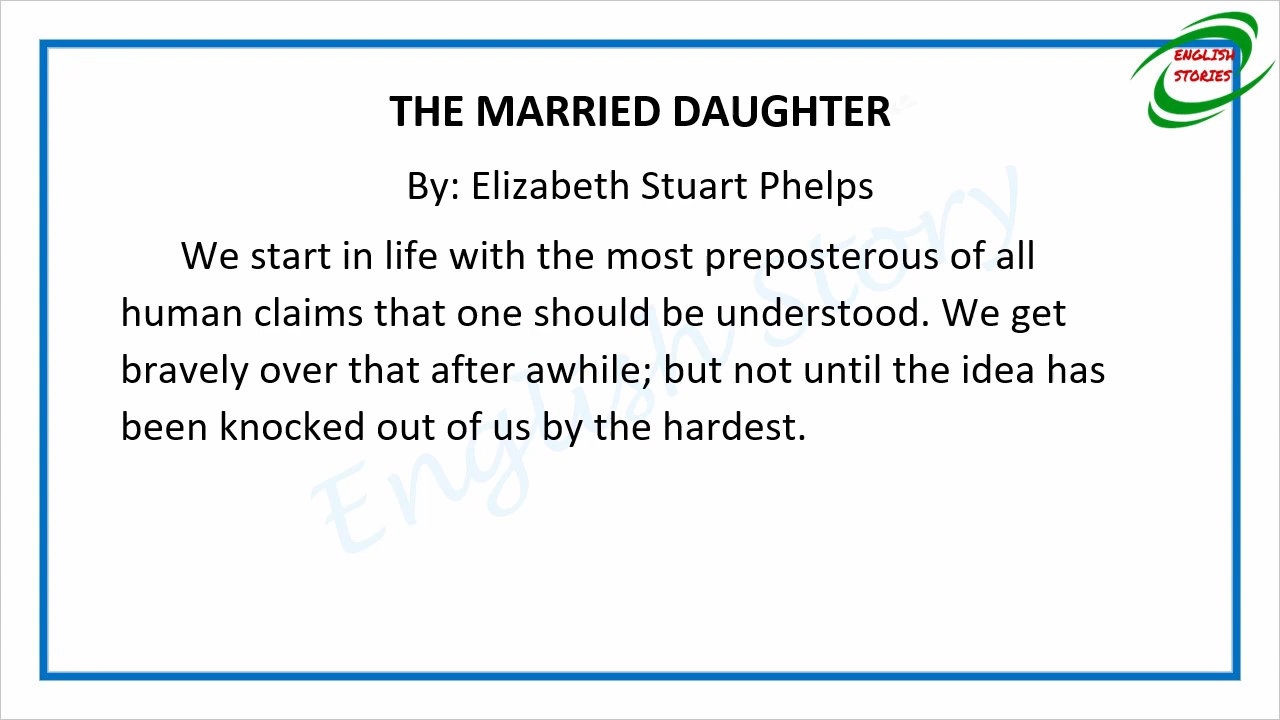 ENGLISH
STORIES
THE MARRIED DAUGHTER
By: Elizabeth Stuart Phelps
We start in life with the most preposterous of all
human claims that one should be understood. We get
bravely over that after awhile; but not until the idea has
been knocked out of us by the hardest.
English Story